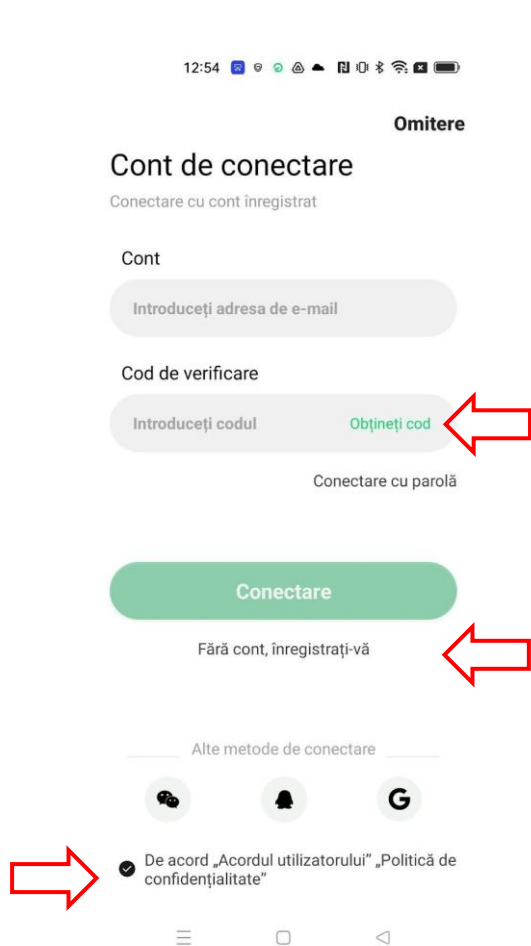 12:54
Omitere
Cont de conectare
Conectare cu cont înregistrat
Cont
Introduceți adresa de e-mail
Cod de verificare
Introduceți codul Obțineți cod
Conectare cu parolă
Conectare
Fără cont, înregistrați-vă
Alte metode de conectare
G
De acord „Acordul utilizatorului” „Politică de
confidențialitate”